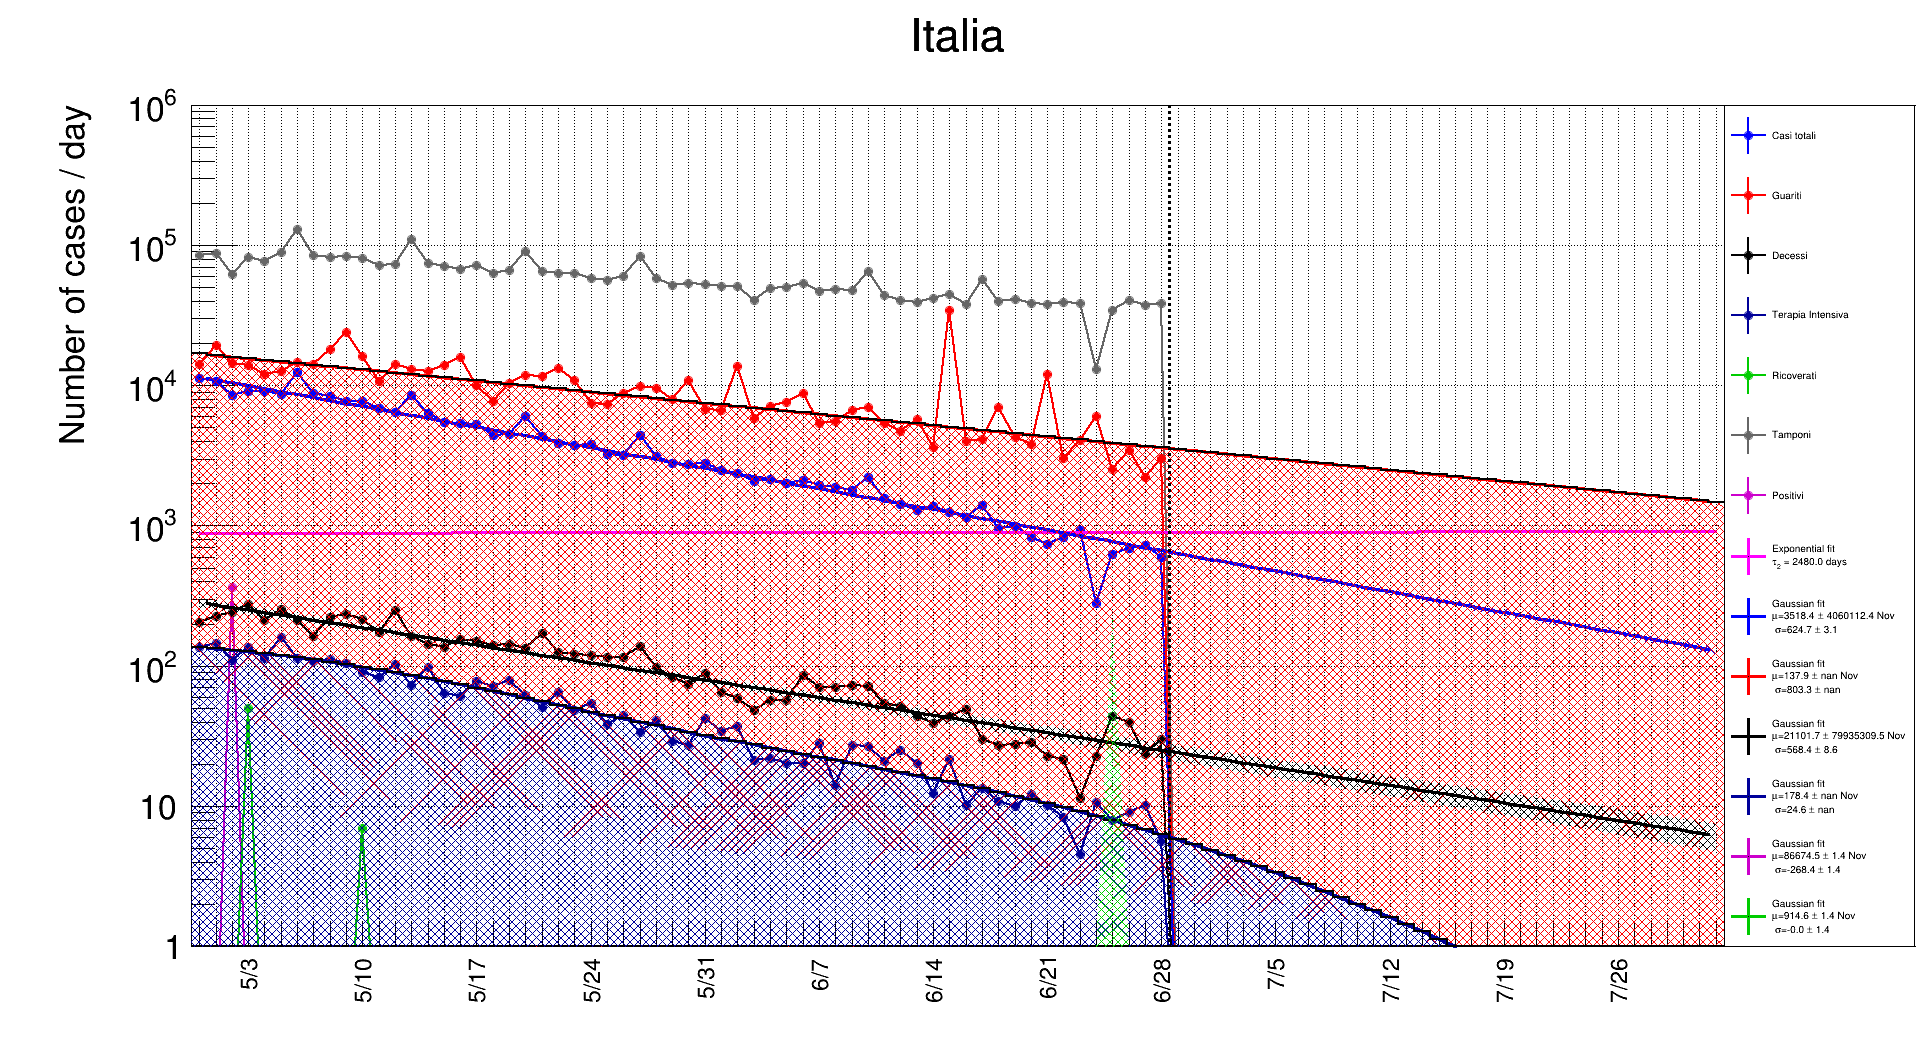 Italia
Number of cases / day
10^6
10^5
10^4
10^3
10^2
10
1
5/3
5/10
5/17
5/24
5/31
6/7
6/14
6/21
6/28
7/5
7/12
7/19
7/26
Casi totali
Guariti
Decessi
Terapia Intensiva
Ricoverati
Tamponi
Positivi
Exponential fit
τ₂ = 2480.0 days
Gaussian fit
μ=3518.4 ± 4060112.4 Nov
σ=624.7 ± 3.1
Gaussian fit
μ=137.9 ± nan Nov
σ=803.3 ± nan
Gaussian fit
μ=21101.7 ± 79935309.5 Nov
σ=568.4 ± 8.6
Gaussian fit
μ=178.4 ± nan Nov
σ=24.6 ± nan
Gaussian fit
μ=86674.5 ± 1.4 Nov
σ=-268.4 ± 1.4
Gaussian fit
μ=914.6 ± 1.4 Nov
σ=-0.0 ± 1.4